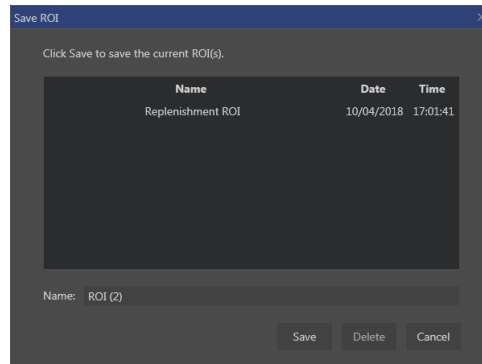 Save ROI
Click Save to save the current ROI(s).
Name Date Time
Replenishment ROI 10/04/2018 17:01:41
Name: ROI (2)
Save Delete Cancel